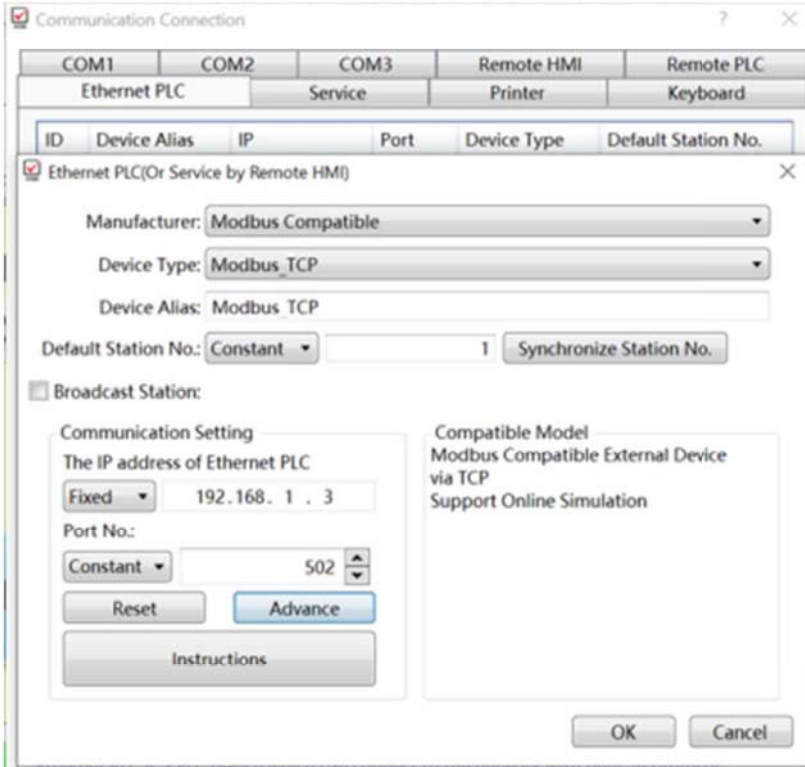 Communication Connection
COM1 COM2 COM3 Remote HMI Remote PLC
Ethernet PLC Service Printer Keyboard
ID Device Alias IP Port Device Type Default Station No.
Ethernet PLC(Or Service by Remote HMI)
Manufacturer: Modbus Compatible
Device Type: Modbus_TCP
Device Alias: Modbus TCP
Default Station No.: Constant 1 Synchronize Station No.
Broadcast Station:
Communication Setting
The IP address of Ethernet PLC
Fixed 192.168. 1 . 3
Port No.:
Constant 502
Reset Advance
Instructions
Compatible Model
Modbus Compatible External Device
via TCP
Support Online Simulation
OK Cancel